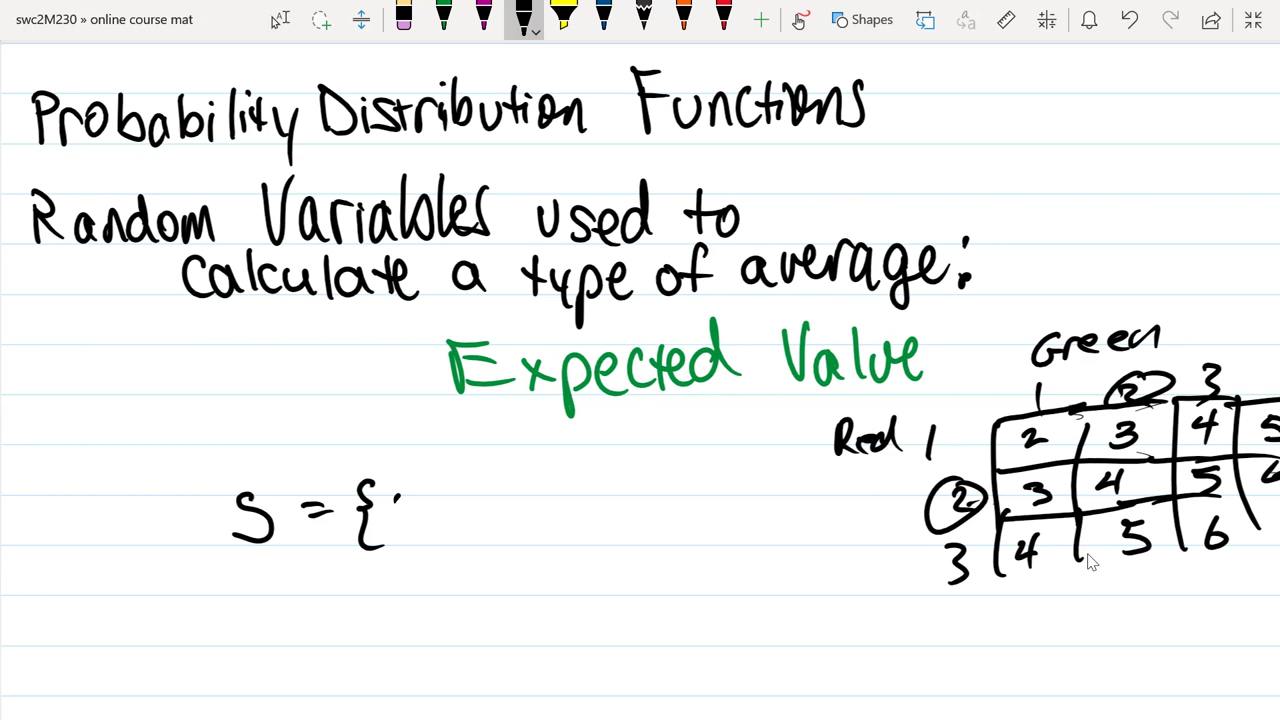 swc2M230 » online course mat
Shapes
Probability Distribution Functions
Random Variables used to
calculate a type of average:
Expected Value
Green
1 2 3
Red 1 2 3 4 5
2 3 4 5
3 4 5 6
S = {